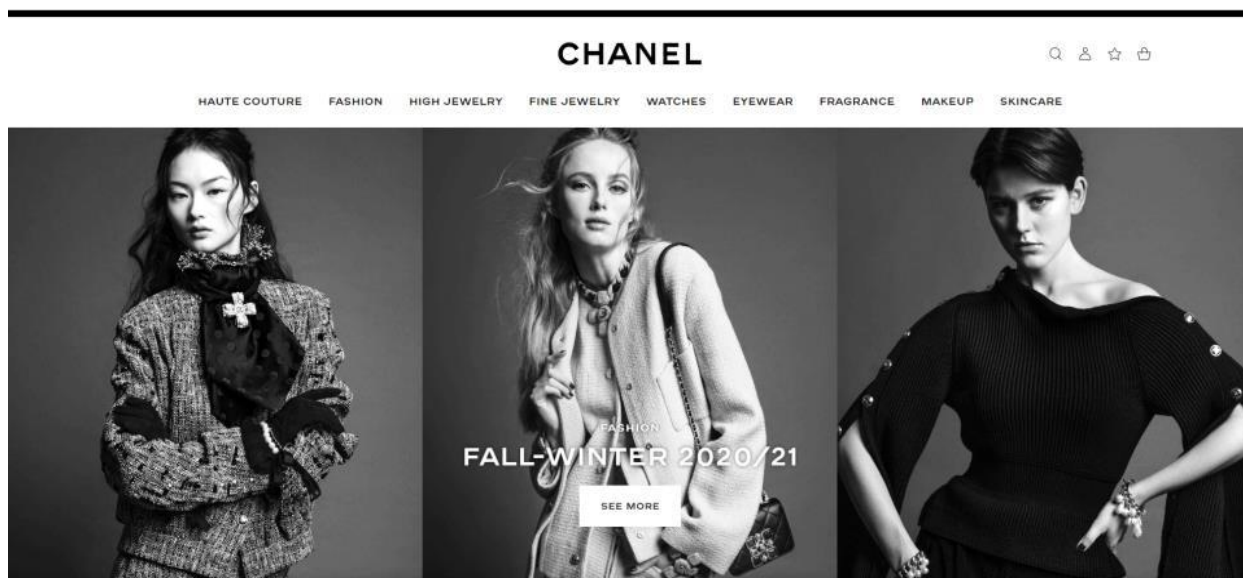 CHANEL
HAUTE COUTURE FASHION HIGH JEWELRY FINE JEWELRY WATCHES EYEWEAR FRAGRANCE MAKEUP SKINCARE
FASHION
FALL-WINTER 2020/21
SEE MORE